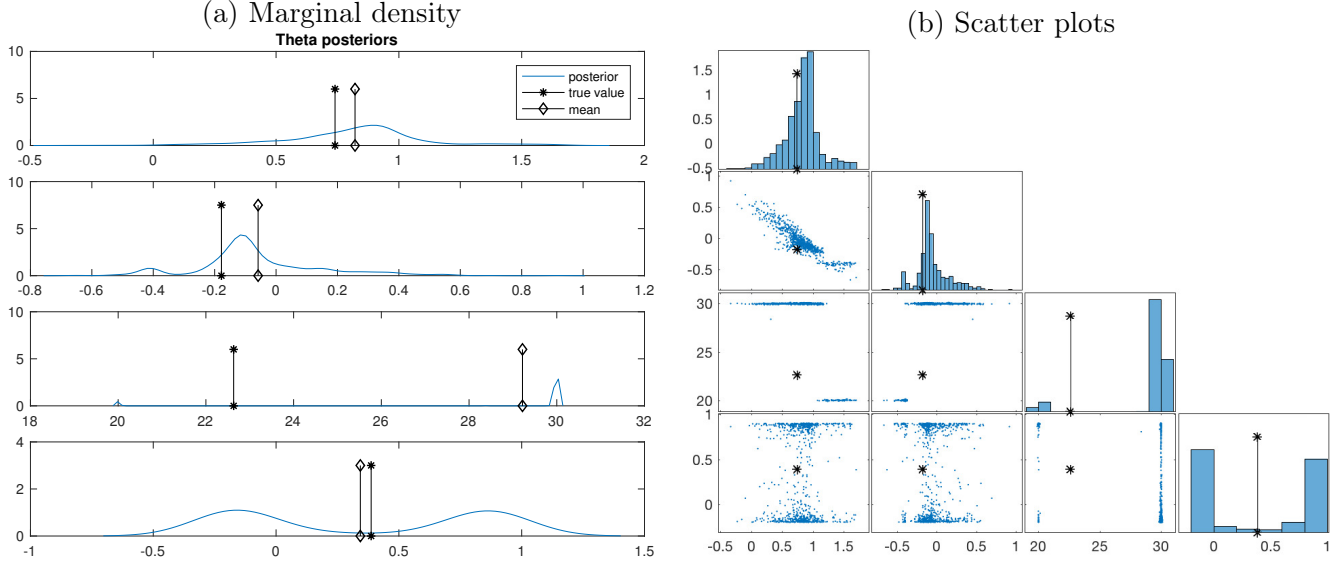 (a) Marginal density
Theta posteriors
10
5
0
-0.5 0 0.5 1 1.5 2
posterior
true value
mean
10
5
0
-0.8 -0.6 -0.4 -0.2 0 0.2 0.4 0.6 0.8 1 1.2
10
5
0
18 20 22 24 26 28 30 32
4
2
0
-1 -0.5 0 0.5 1 1.5
(b) Scatter plots
1.5
1
0.5
0
-0.5
1
0.5
0
-0.5
30
25
20
1
0.5
0
-0.5 0 0.5 1 1.5
-0.5 0 0.5 1
20 25 30
0 0.5 1